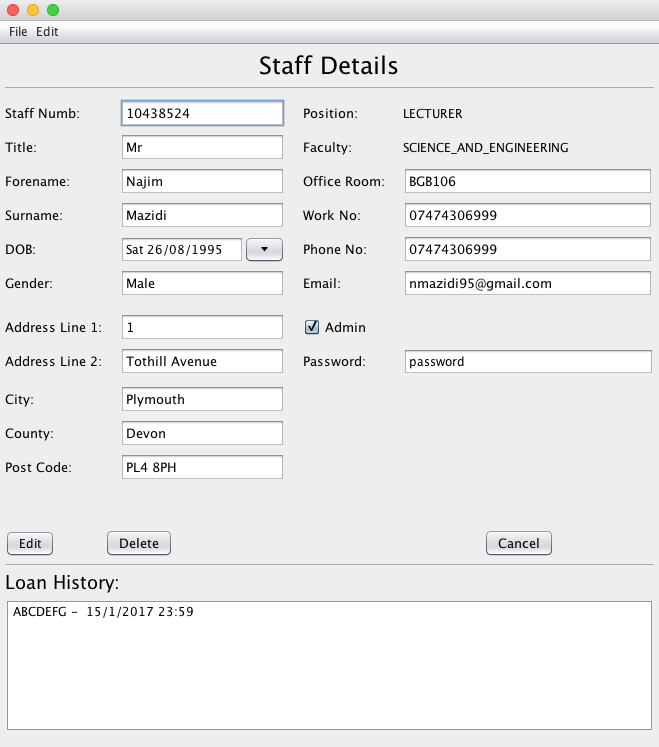 File Edit
Staff Details
Staff Numb: 10438524 Position: LECTURER
Title: Mr Faculty: SCIENCE_AND_ENGINEERING
Forename: Najim Office Room: BGB106
Surname: Mazidi Work No: 07474306999
DOB: Sat 26/08/1995 Phone No: 07474306999
Gender: Male Email: nmazidi95@gmail.com
Address Line 1: 1 Admin
Address Line 2: Tothill Avenue Password: password
City: Plymouth
County: Devon
Post Code: PL4 8PH
Edit Delete Cancel
Loan History:
ABCDEFG - 15/1/2017 23:59